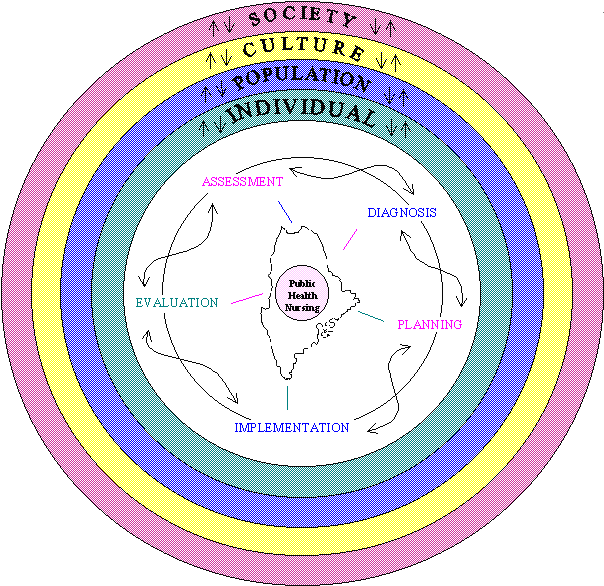 SOCIETY
CULTURE
POPULATION
INDIVIDUAL
ASSESSMENT
DIAGNOSIS
Public
Health
Nursing
EVALUATION
PLANNING
IMPLEMENTATION